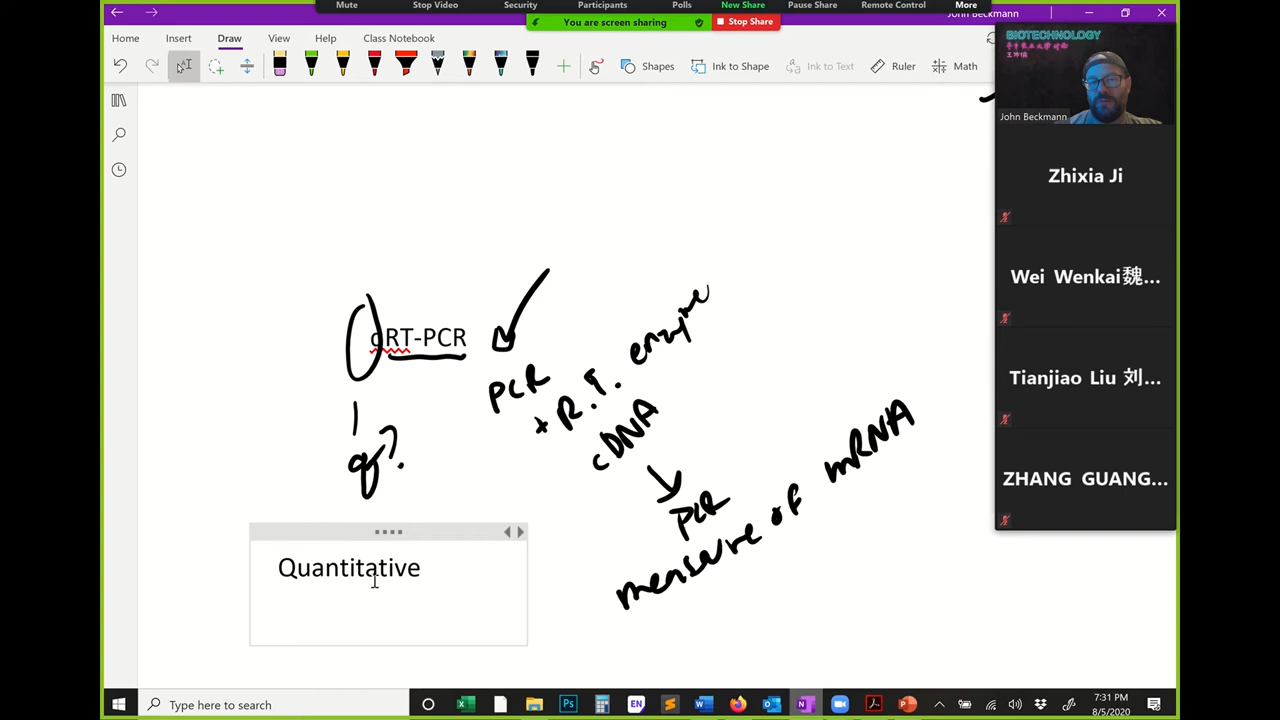 Mute Stop Video Security Participants Polls New Share Pause Share Remote Control More
You are screen sharing Stop Share
John Beckmann
Home Insert Draw View Help Class Notebook
Shapes Ink to Shape Ink to Text Ruler Math
BIOTECHNOLOGY
John Beckmann
Zhixia Ji
Wei Wenkai魏...
Tianjiao Liu 刘...
ZHANG GUANG...
qRT-PCR
q?
PCR
+ R.T. enzyme
cDNA
PCR
measure of mRNA
Quantitative
Type here to search
EN
7:31 PM
8/5/2020